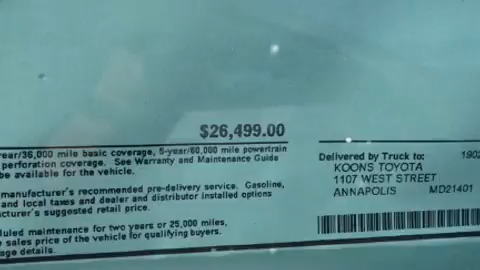 $26,499.00
year/36,000 mile basic coverage, 5-year/60,000 mile powertrain
perforation coverage. See Warranty and Maintenance Guide
be available for the vehicle.
manufacturer's recommended pre-delivery service. Gasoline,
and local taxes and dealer and distributor installed options
cturer's suggested retail price.
duled maintenance for two years or 25,000 miles,
sales price of the vehicle for qualifying buyers.
age details.
Delivered by Truck to: 1902
KOONS TOYOTA
1107 WEST STREET
ANNAPOLIS MD21401